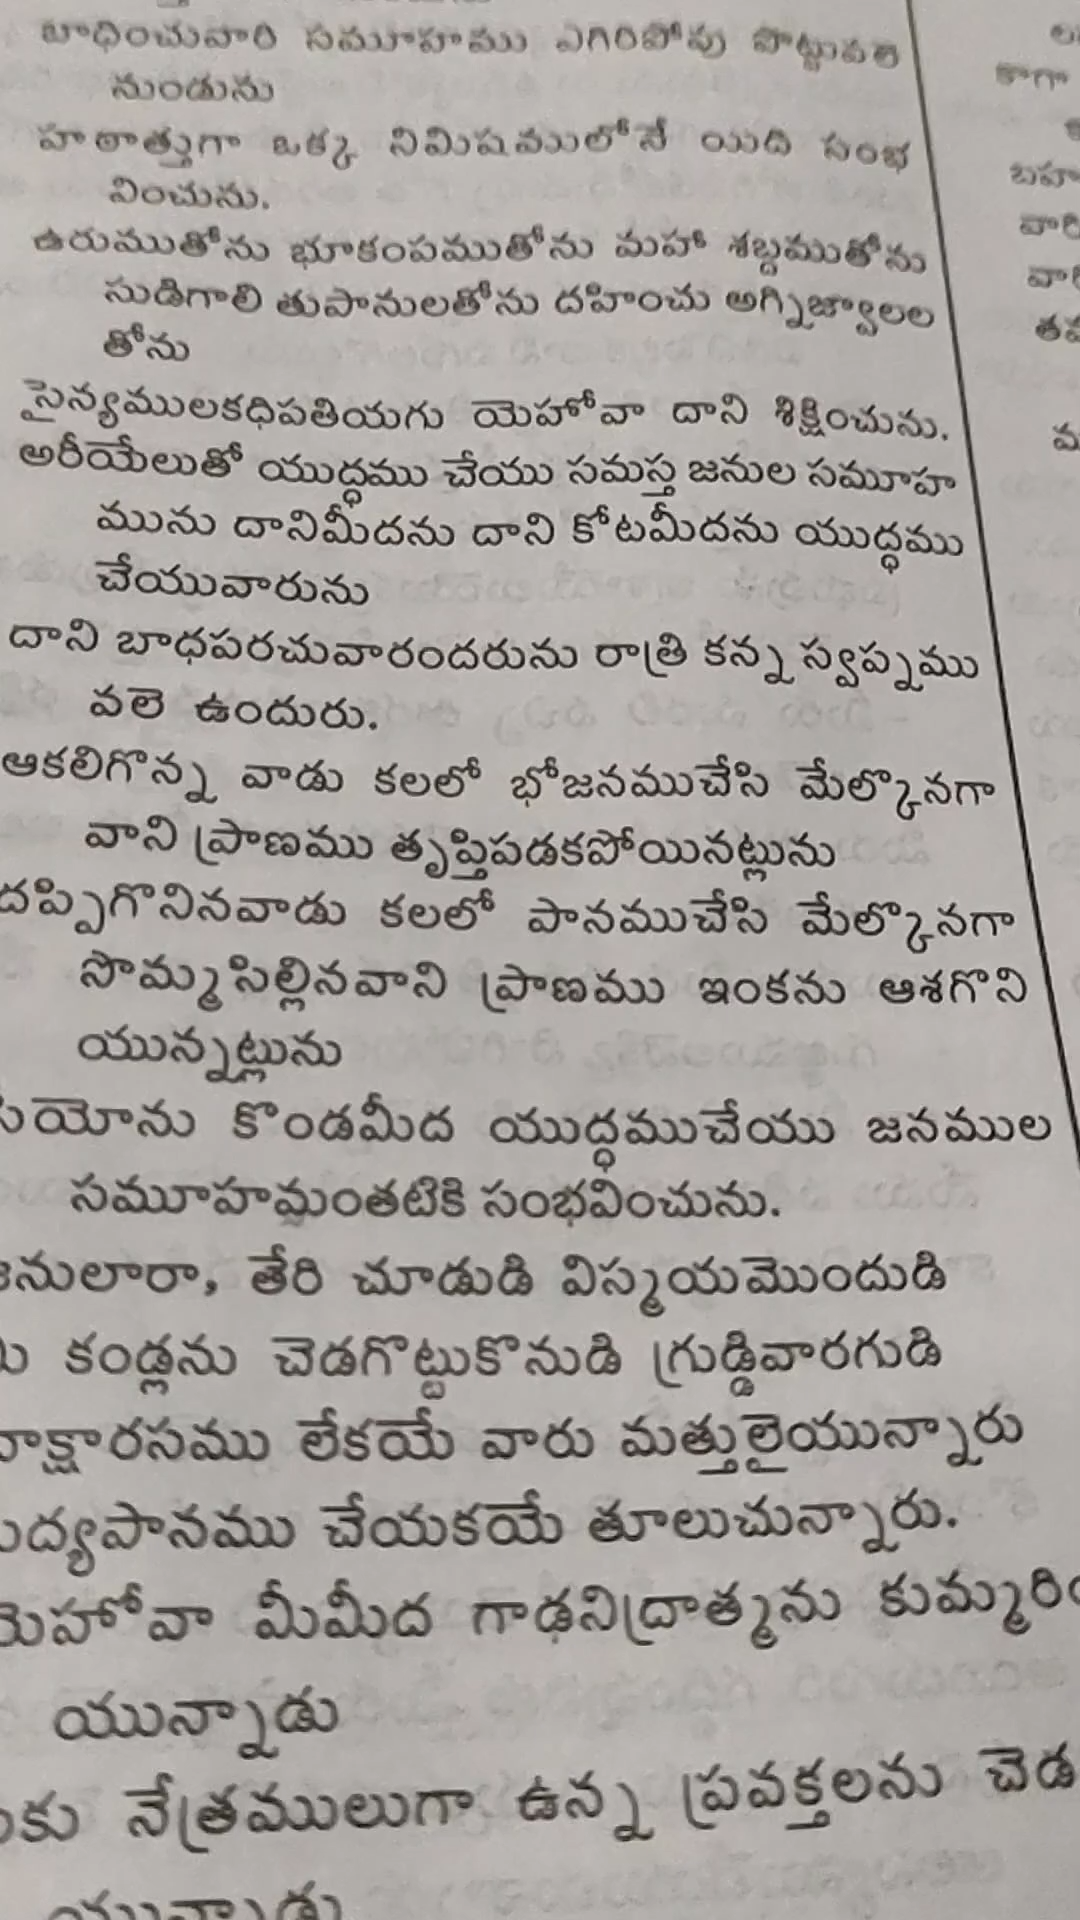 బాధించువారి సమూహము ఎగిరిపోవు పొట్టువలె
నుండును
హఠాత్తుగా ఒక్క నిమిషములోనే యిది సంభ
వించును.
ఉరుముతోను భూకంపముతోను మహా శబ్దముతోను
సుడిగాలి తుపానులతోను దహించు అగ్నిజ్వాలల
తోను
సైన్యములకధిపతియగు యెహోవా దాని శిక్షించును.
అరీయేలుతో యుద్ధము చేయు సమస్త జనుల సమూహ
మును దానిమీదను దాని కోటమీదను యుద్ధము
చేయువారును
దాని బాధపరచువారందరును రాత్రి కన్న స్వప్నము
వలె ఉందురు.
ఆకలిగొన్న వాడు కలలో భోజనముచేసి మేల్కొనగా
వాని ప్రాణము తృప్తిపడకపోయినట్లును
దప్పిగొనినవాడు కలలో పానముచేసి మేల్కొనగా
సొమ్మసిల్లినవాని ప్రాణము ఇంకను ఆశగొని
యున్నట్లును
సీయోను కొండమీద యుద్ధముచేయు జనముల
సమూహమంతటికి సంభవించును.
జనులారా, తేరి చూడుడి విస్మయమొందుడి
మీ కండ్లను చెడగొట్టుకొనుడి గ్రుడ్డివారగుడి
ద్రాక్షారసము లేకయే వారు మత్తులైయున్నారు
మద్యపానము చేయకయే తూలుచున్నారు.
యెహోవా మీమీద గాఢనిద్రాత్మను కుమ్మరిం
యున్నాడు
నేత్రములుగా ఉన్న ప్రవక్తలను చెడ
యున్నాడు